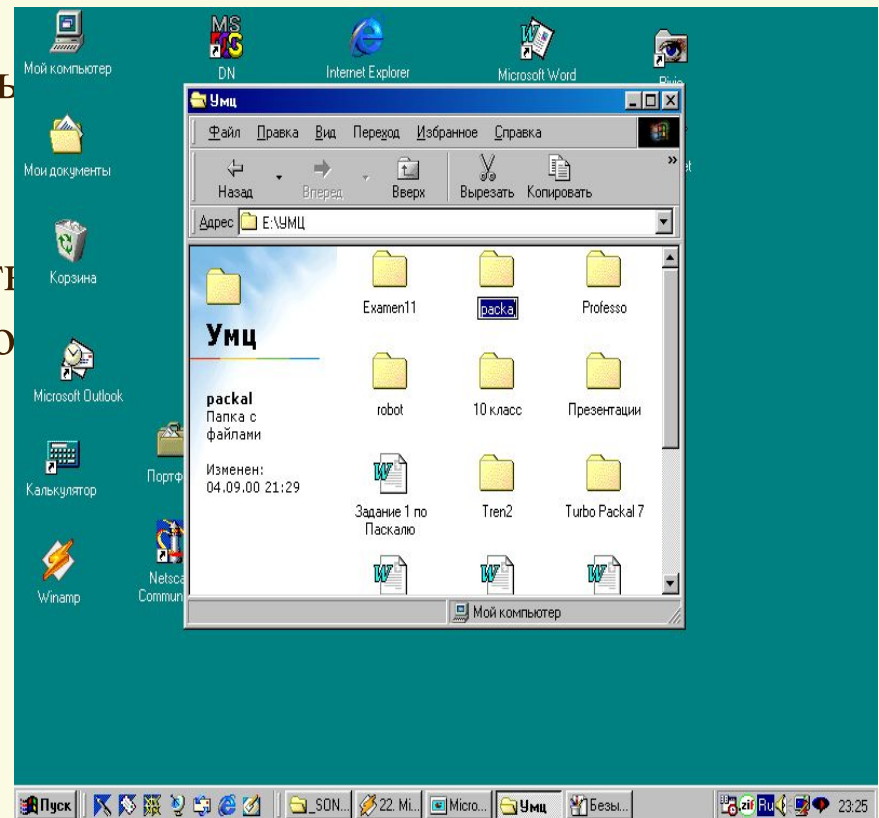 Мой компьютер
DN
Internet Explorer
Microsoft Word
Мои документы
Корзина
Microsoft Outlook
Калькулятор
Winamp
Умц
Файл Правка Вид Переход Избранное Справка
Назад Вперед Вверх Вырезать Копировать »
Адрес E:\УМЦ
Умц
packal
Папка с
файлами
Изменен:
04.09.00 21:29
Examen11
packal
Professo
robot
10 класс
Презентации
Задание 1 по
Паскалю
Tren2
Turbo Packal 7
Мой компьютер
Пуск
_SON...
22. Mi...
Micro...
Умц
Безы...
.zif
Ru
23:25